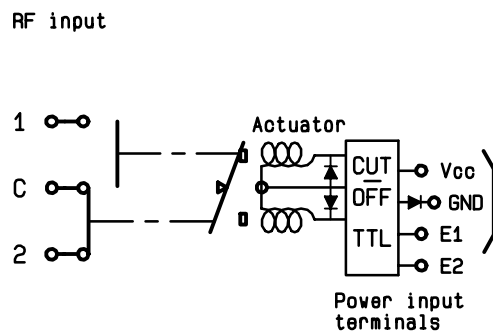 RF input
Actuator
1
CUT
Vcc
C
OFF
GND
TTL
E1
2
E2
Power input
terminals